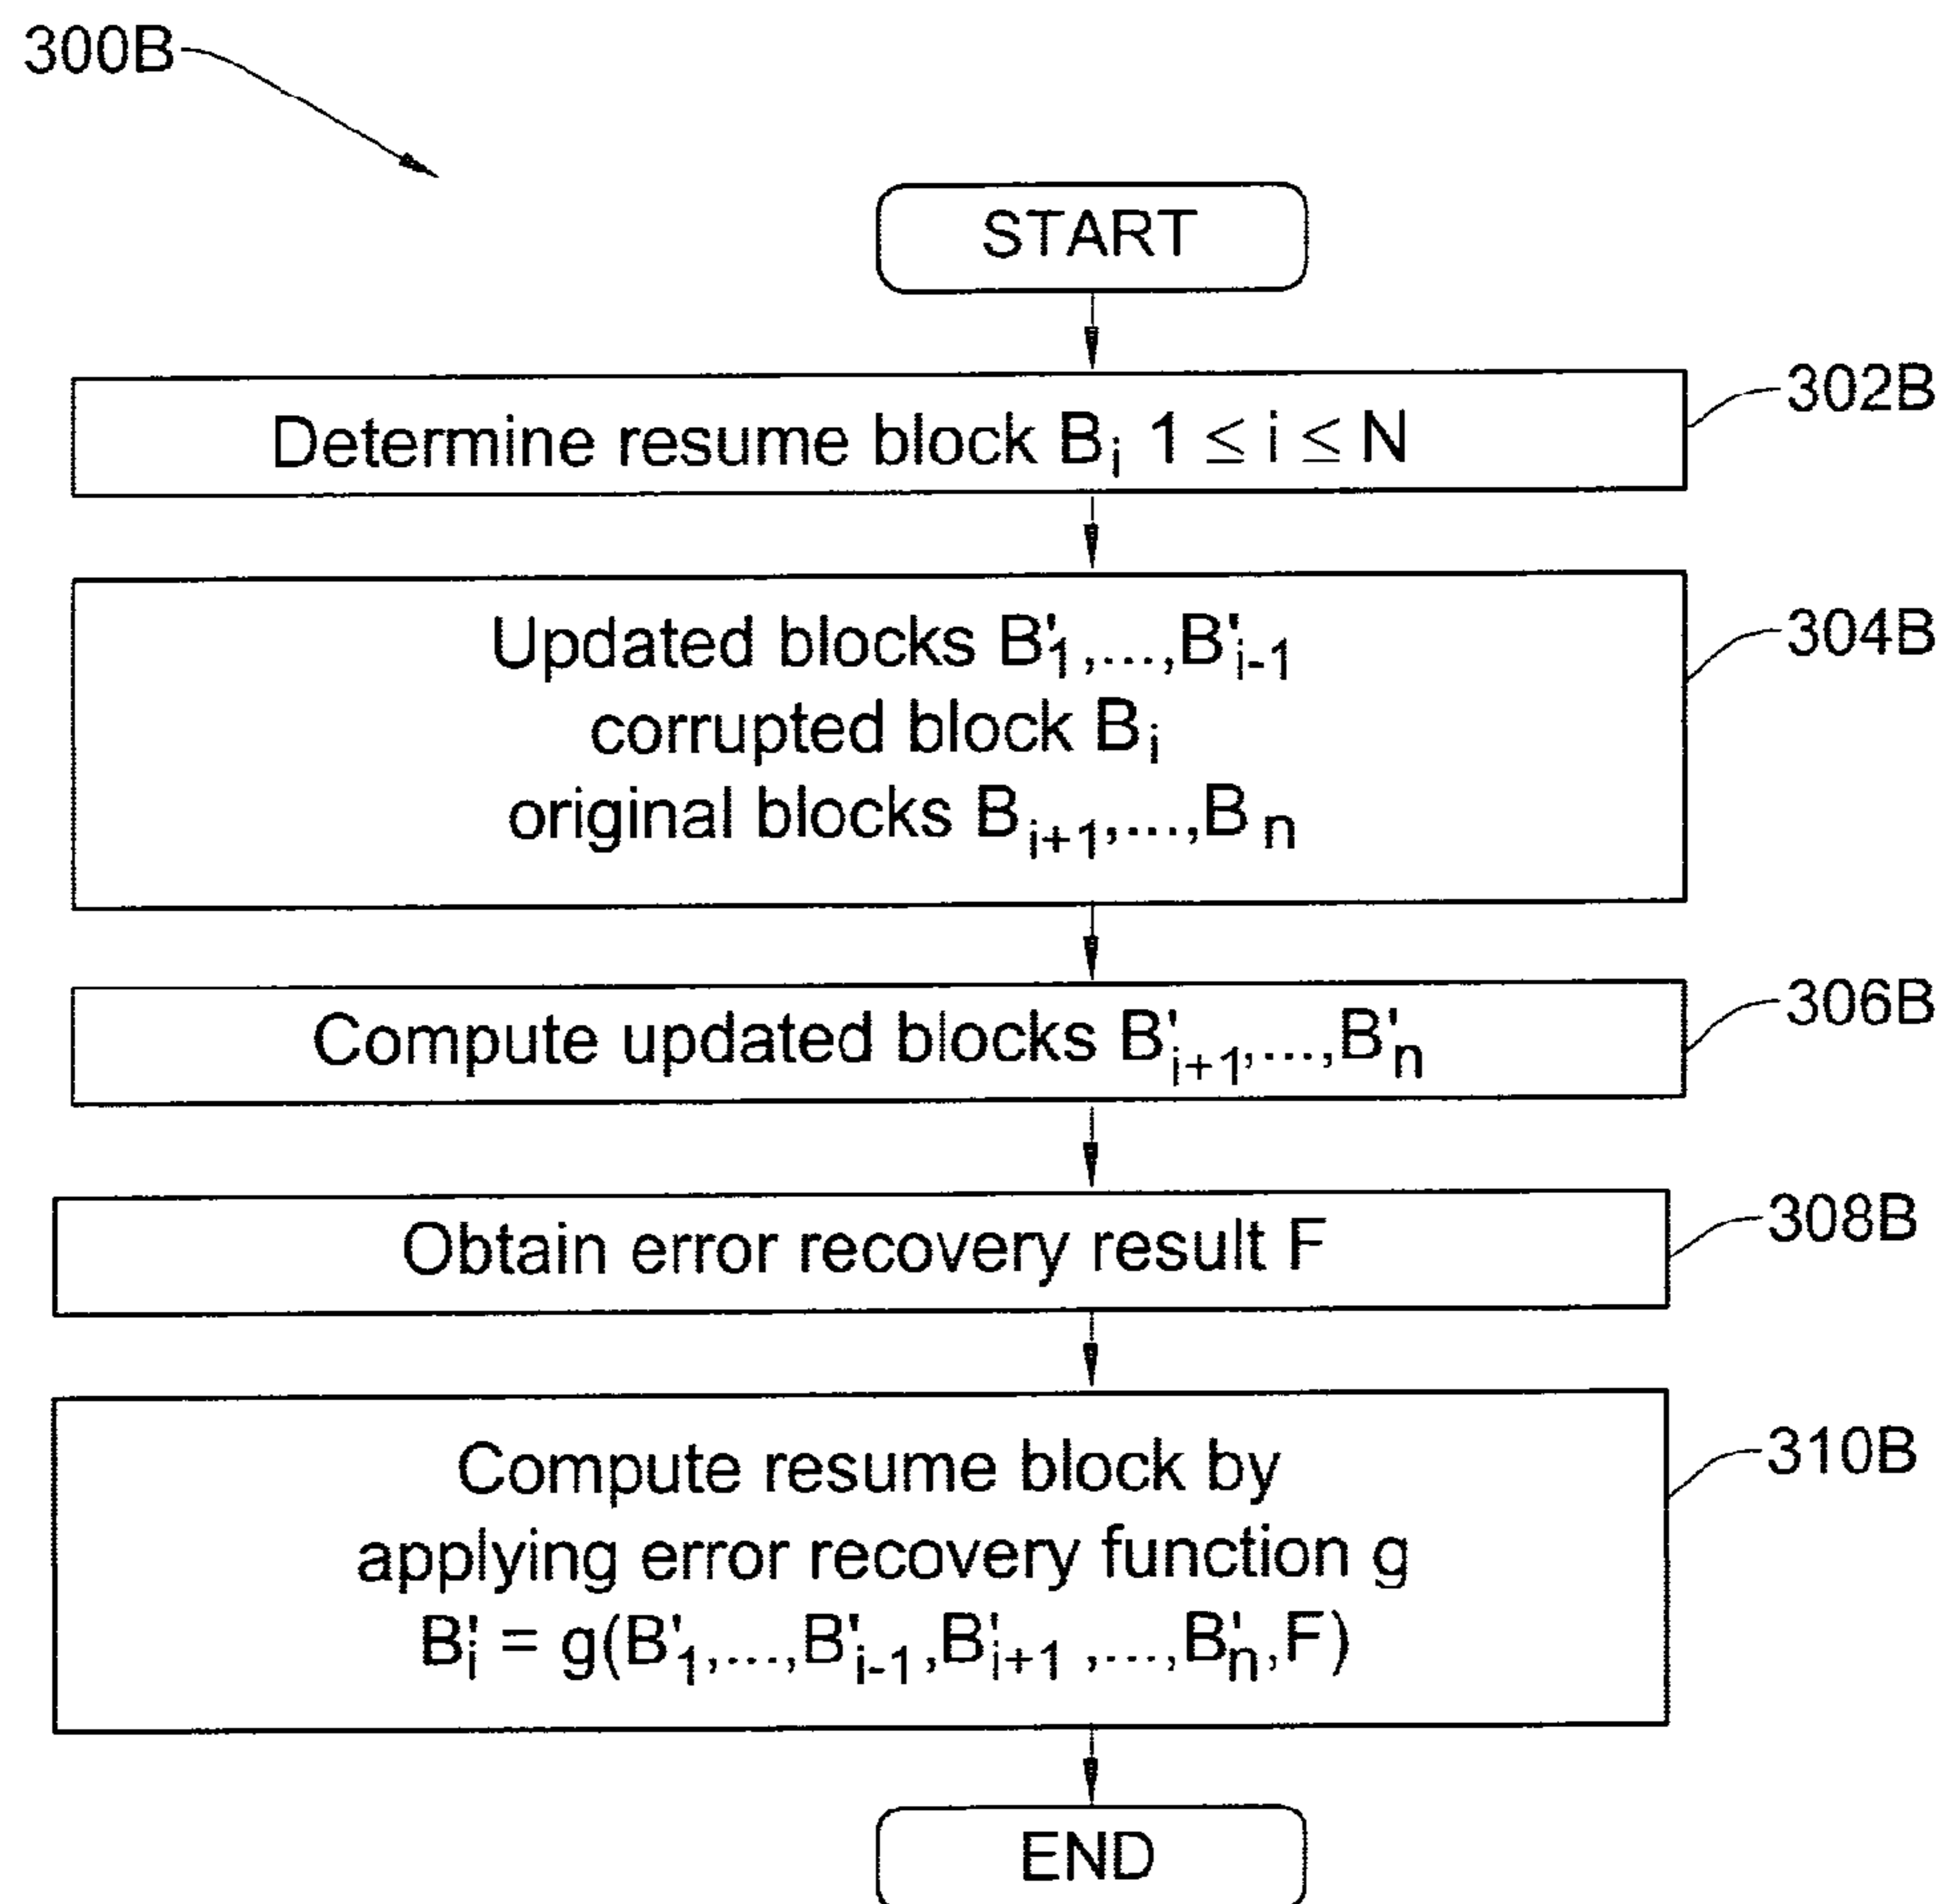 300B
START
302B
Determine resume block Bᵢ 1 ≤ i ≤ N
304B
Updated blocks B'₁,...,B'ᵢ₋₁
corrupted block Bᵢ
original blocks Bᵢ₊₁,...,Bₙ
306B
Compute updated blocks B'ᵢ₊₁,...,B'ₙ
308B
Obtain error recovery result F
310B
Compute resume block by
applying error recovery function g
B'ᵢ = g(B'₁,...,B'ᵢ₋₁,B'ᵢ₊₁,...,B'ₙ,F)
END